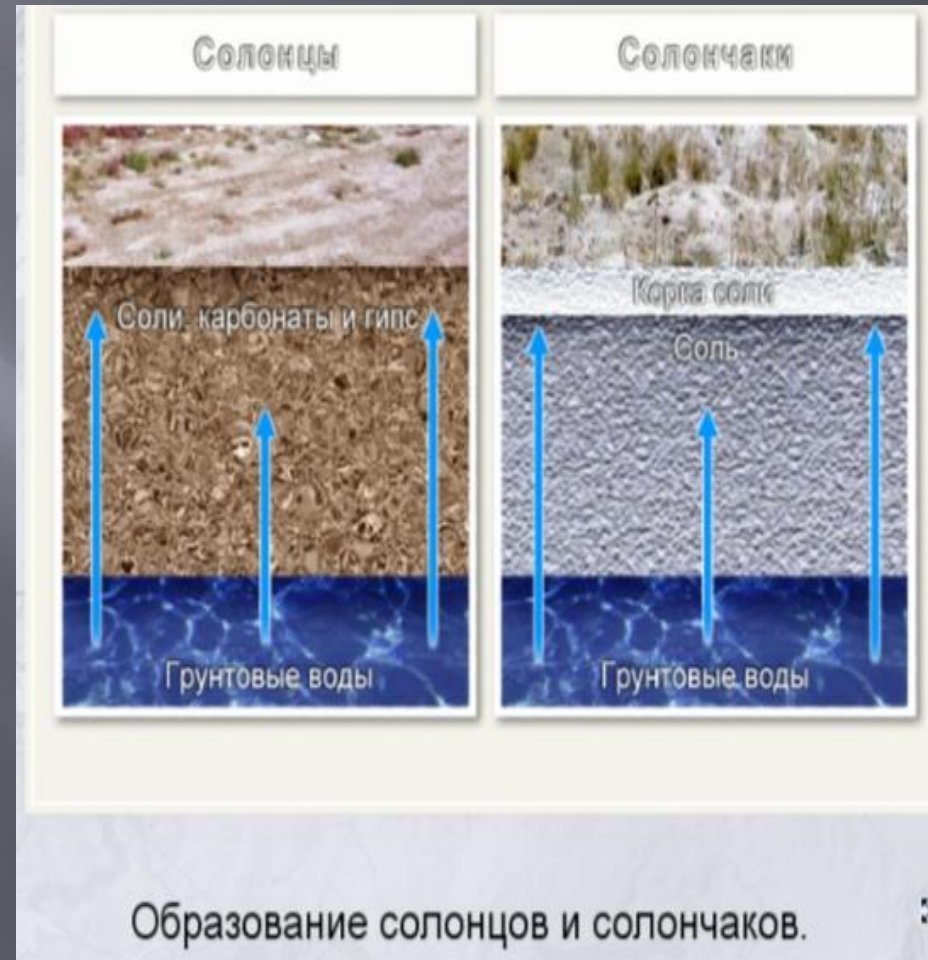 Солонцы
Солончаки
Соли, карбонаты и гипс
Корка соли
Соль
Грунтовые воды
Грунтовые воды
Образование солонцов и солончаков.